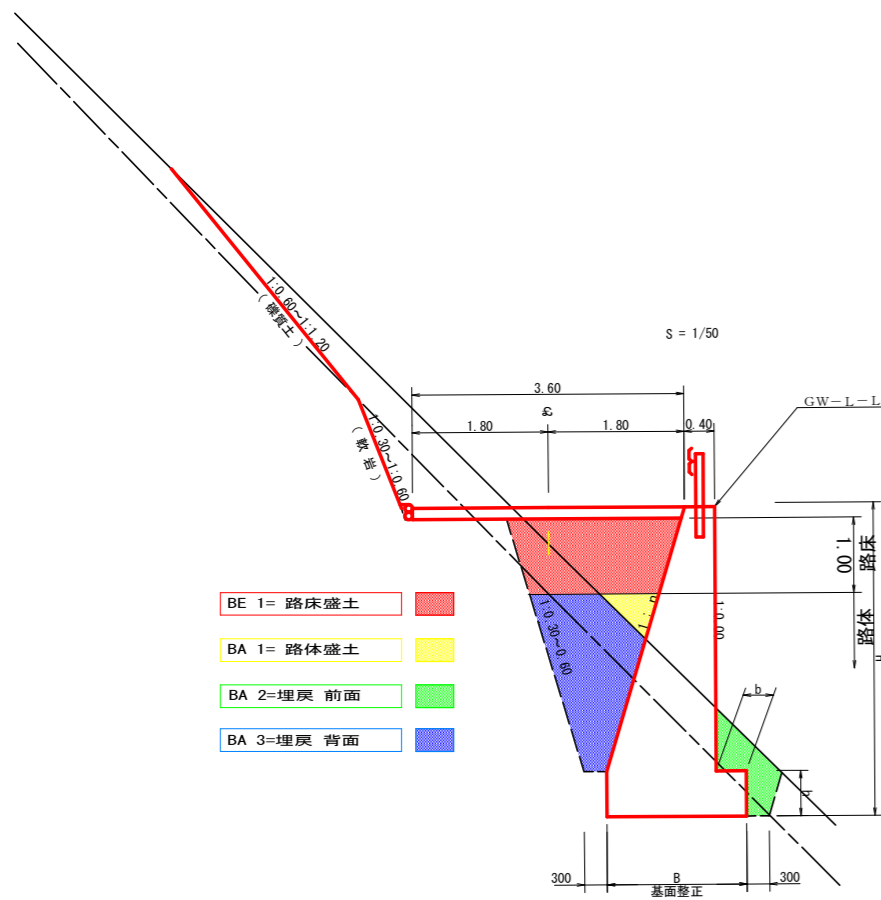 1:0.60～1:1.20
( 礫質土 )
S = 1/50
3.60
GW－L－L
1.80
1.80
0.40
1:0.30～1:0.60
( 軟岩 )
1.00
路床
BE 1= 路床盛土
1:0.30～0.60
1:0.00
路体
BA 1= 路体盛土
BA 2=埋戻 前面
b
BA 3=埋戻 背面
h
300
B
300
基面整正